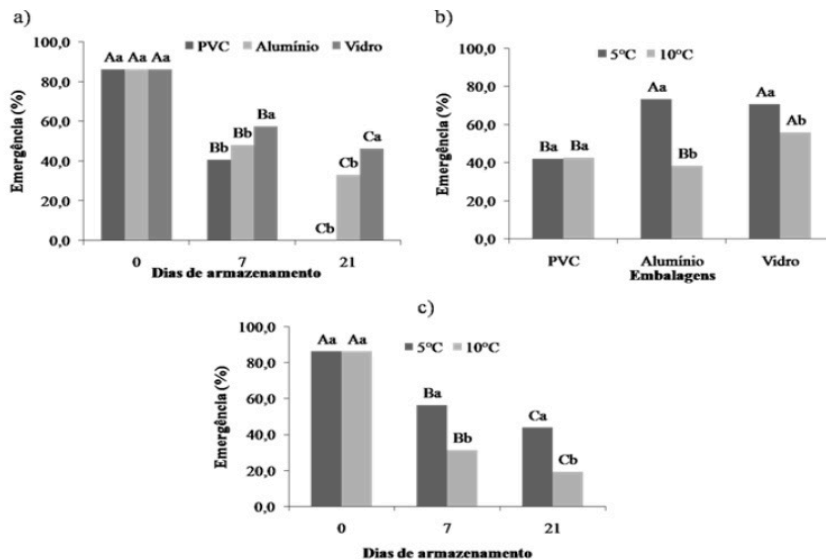 a)
PVC Alumínio Vidro
100,0
80,0
60,0
40,0
20,0
0,0
Emergência (%)
Aa Aa Aa
Bb Bb Ba
Cb Cb Ca
0 7 21
Dias de armazenamento
b)
5°C 10°C
100,0
80,0
60,0
40,0
20,0
0,0
Emergência (%)
Ba Ba Aa Bb Aa Ab
PVC Alumínio Vidro
Embalagens
c)
5°C 10°C
100,0
80,0
60,0
40,0
20,0
0,0
Emergência (%)
Aa Aa
Ba Bb
Ca Cb
0 7 21
Dias de armazenamento